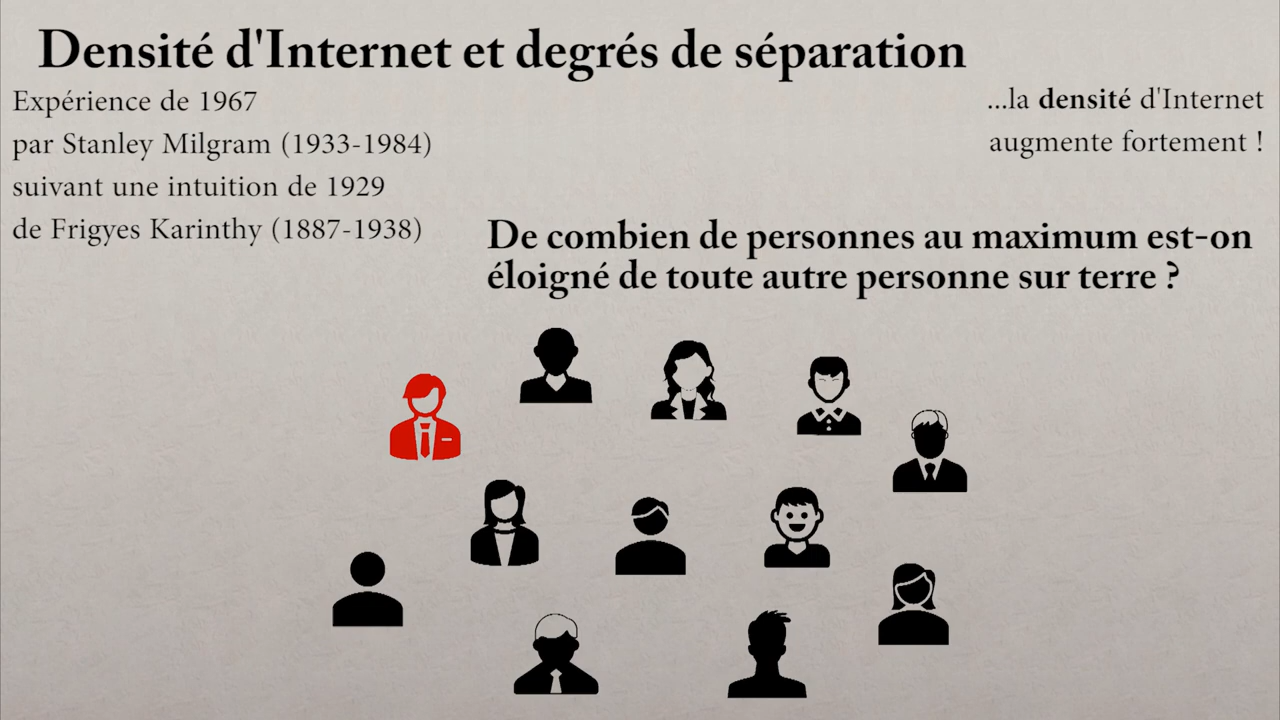 Densité d'Internet et degrés de séparation
Expérience de 1967
par Stanley Milgram (1933-1984)
suivant une intuition de 1929
de Frigyes Karinthy (1887-1938)
...la densité d'Internet
augmente fortement !
De combien de personnes au maximum est-on
éloigné de toute autre personne sur terre ?